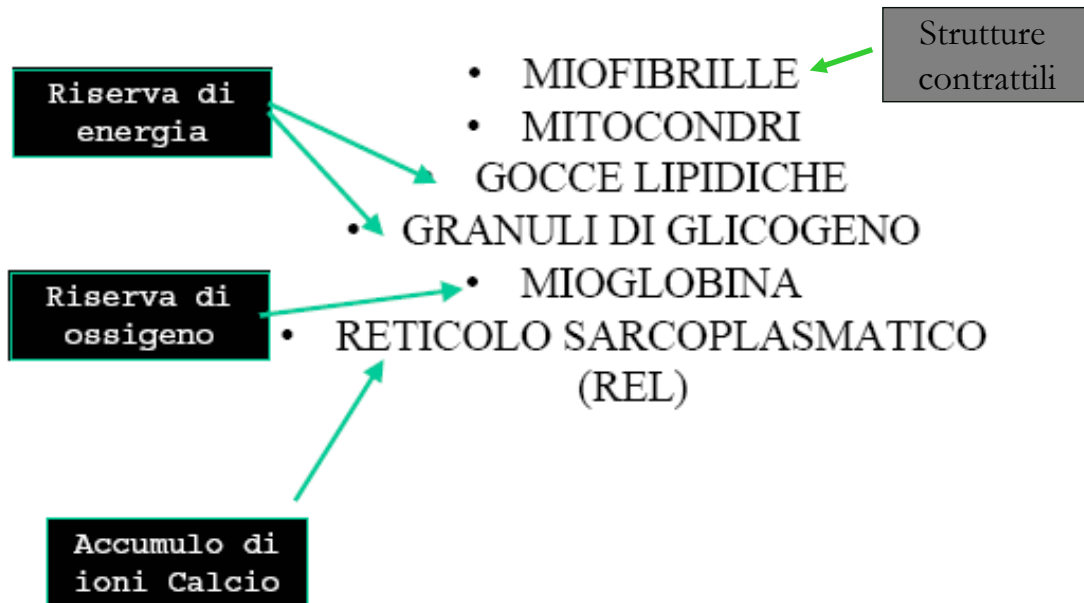 Strutture
contrattili
Riserva di
energia
• MIOFIBRILLE
• MITOCONDRI
GOCCE LIPIDICHE
• GRANULI DI GLICOGENO
Riserva di
ossigeno
• MIOGLOBINA
• RETICOLO SARCOPLASMATICO
(REL)
Accumulo di
ioni Calcio